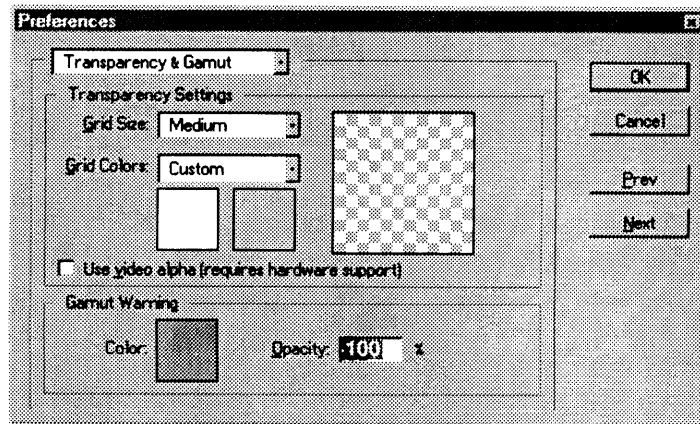 Preferences
Transparency & Gamut
OK
Transparency Settings
Grid Size: Medium
Cancel
Grid Colors: Custom
Prev
Next
Use video alpha (requires hardware support)
Gamut Warning
Color:
Opacity: 100 %